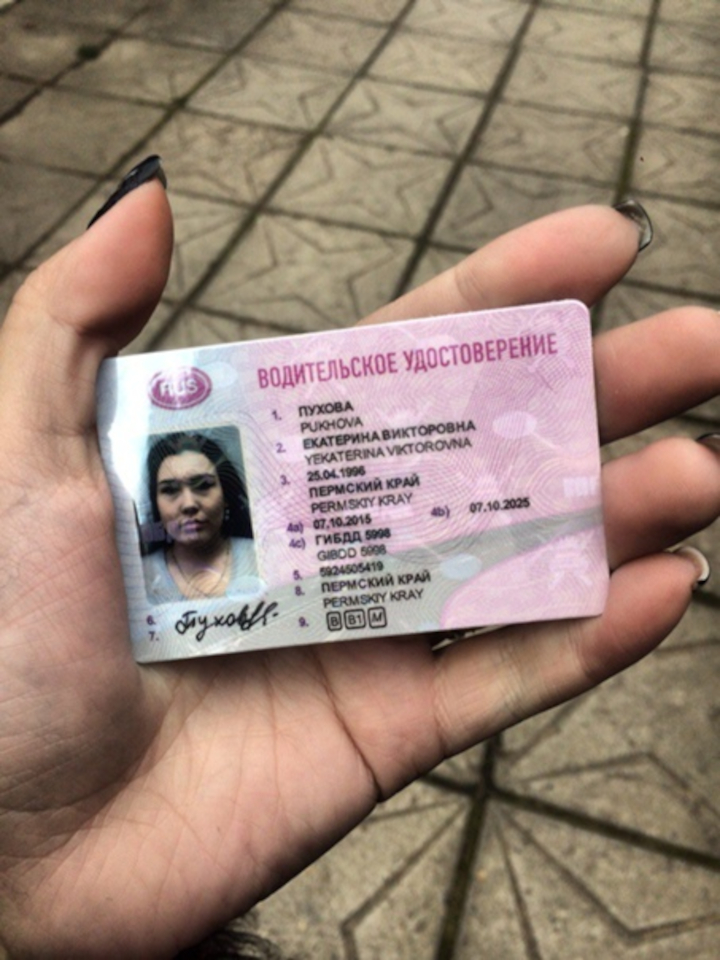 RUS
ВОДИТЕЛЬСКОЕ УДОСТОВЕРЕНИЕ
1. ПУХОВА
PUKHOVA
2. ЕКАТЕРИНА ВИКТОРОВНА
YEKATERINA VIKTOROVNA
3. 25.04.1996
ПЕРМСКИЙ КРАЙ
PERMSKIY KRAY
4a) 07.10.2015 4b) 07.10.2025
4c) ГИБДД 5998
GIBDD 5998
5. 5924505419
8. ПЕРМСКИЙ КРАЙ
PERMSKIY KRAY
6.
7.
9. B B1 M